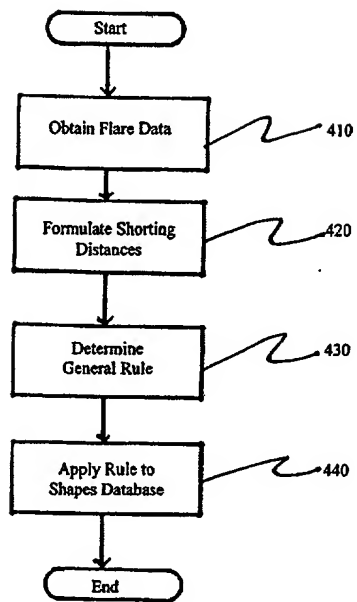 Start
Obtain Flare Data
410
Formulate Shorting
Distances
420
Determine
General Rule
430
Apply Rule to
Shapes Database
440
End